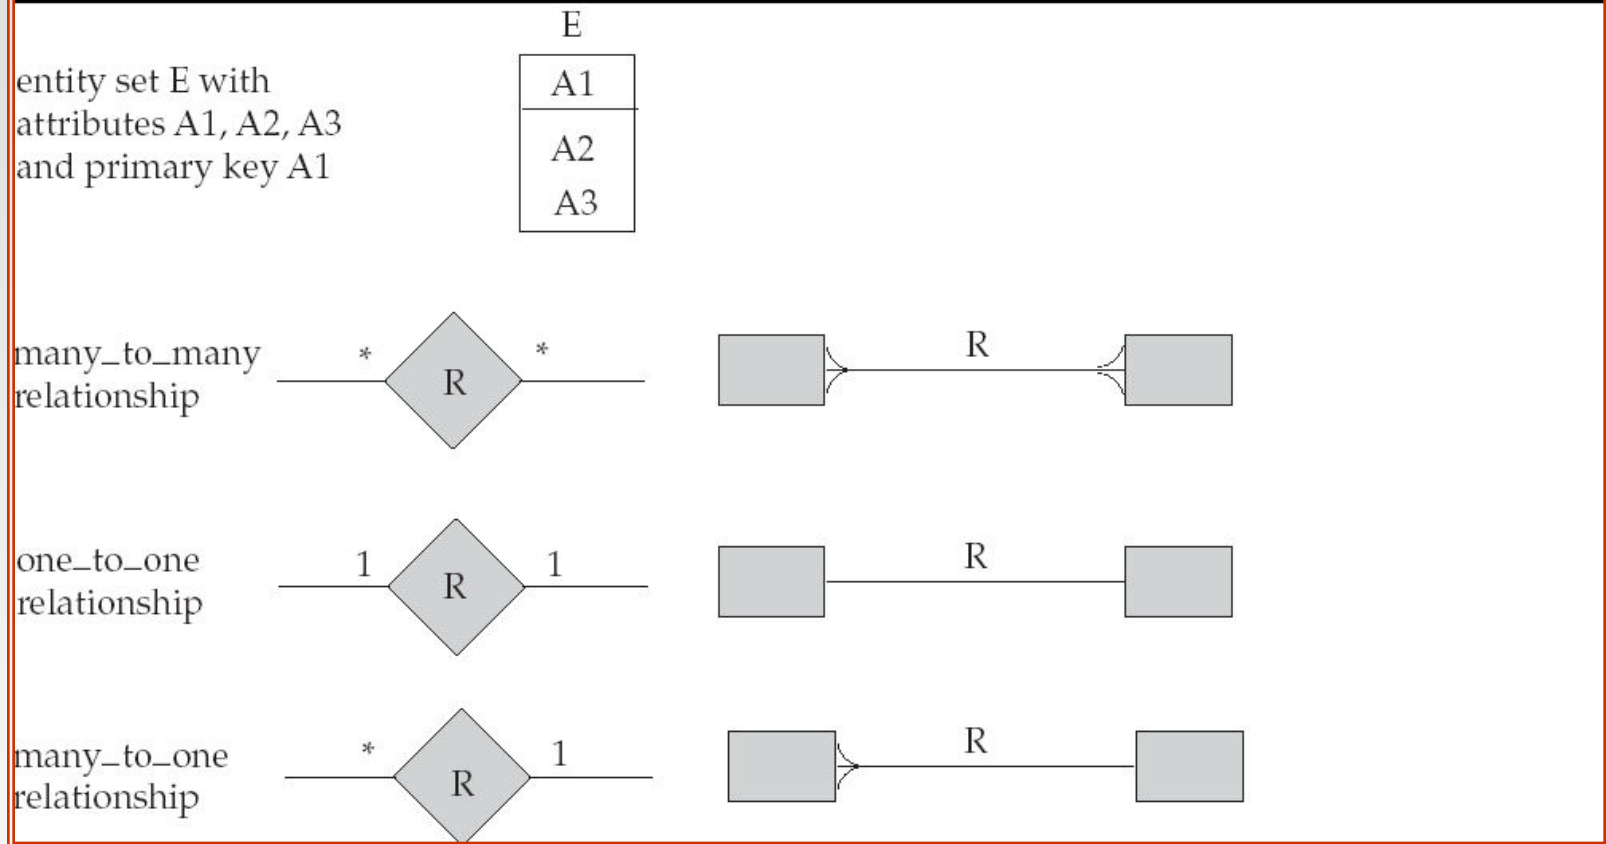 E
entity set E with
attributes A1, A2, A3
and primary key A1
A1
A2
A3
many_to_many
relationship
*
R
*
R
one_to_one
relationship
1
R
1
R
many_to_one
relationship
*
R
1
R